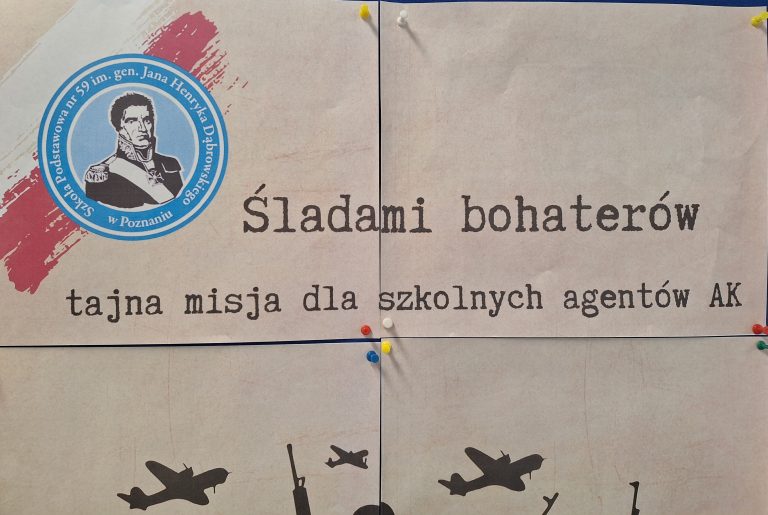 Szkoła Podstawowa nr 59 im. gen. Jana Henryka Dąbrowskiego
w Poznaniu
Śladami bohaterów
tajna misja dla szkolnych agentów AK